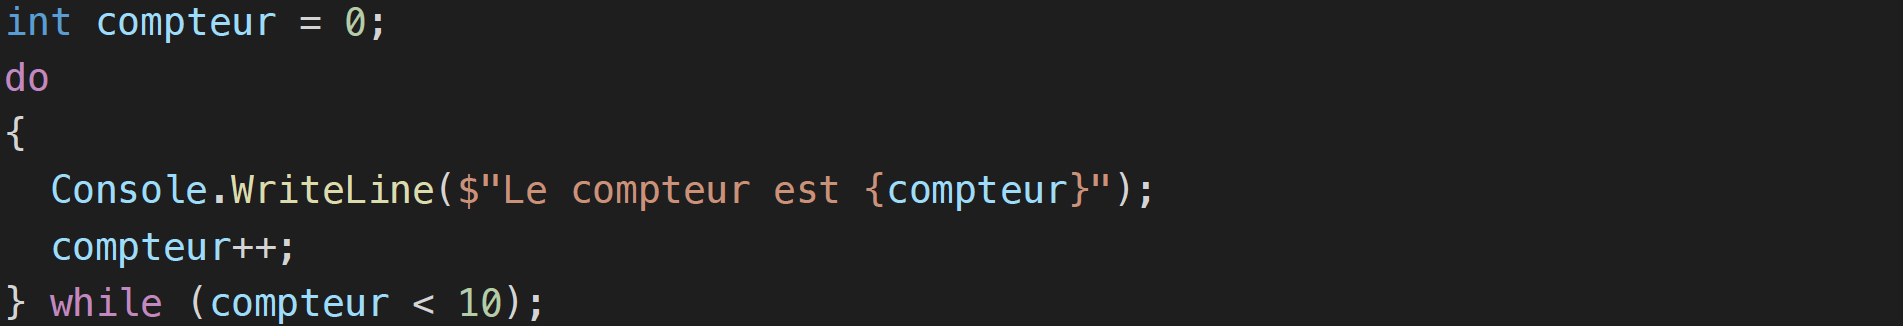 int compteur = 0;
do
{
  Console.WriteLine($"Le compteur est {compteur}");
  compteur++;
} while (compteur < 10);